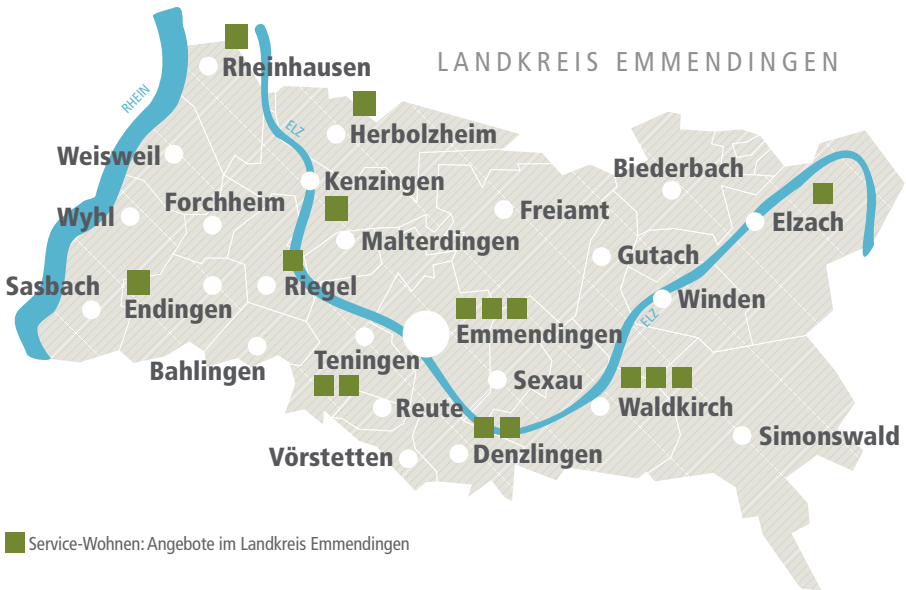 LANDKREIS EMMENDINGEN
Rheinhausen
RHEIN
ELZ
Herbolzheim
Weisweil
Kenzingen
Biederbach
Forchheim
Freiamt
Wyhl
Elzach
Malterdingen
Gutach
Sasbach
Riegel
Winden
Endingen
ELZ
Emmendingen
Teningen
Bahlingen
Sexau
Reute
Waldkirch
Simonswald
Vörstetten
Denzlingen
Service-Wohnen: Angebote im Landkreis Emmendingen